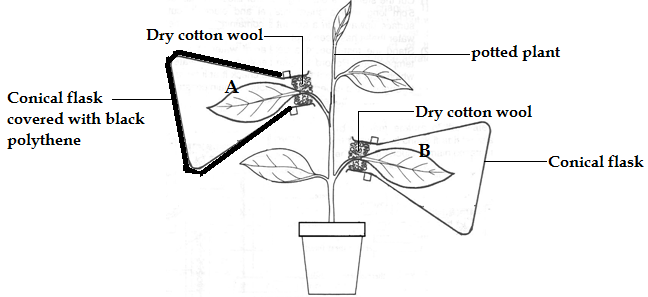 Dry cotton wool
potted plant
A
Conical flask
covered with black
polythene
Dry cotton wool
B
Conical flask